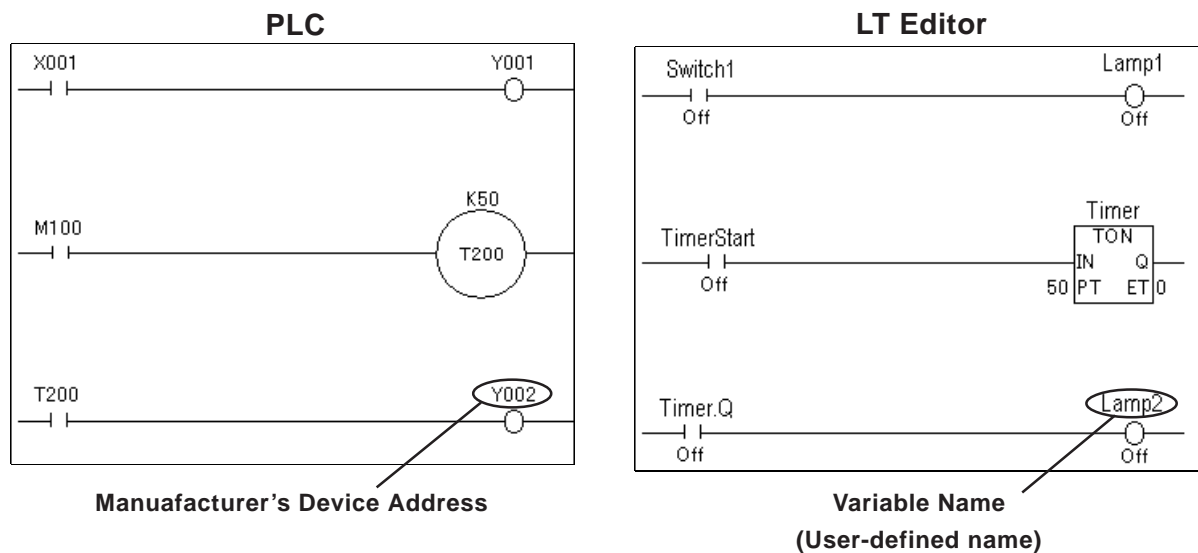 PLC
X001 Y001
K50
M100
T200
T200 Y002
Manuafacturer's Device Address
LT Editor
Switch1 Lamp1
Off Off
Timer
TON
TimerStart
IN Q
Off
50 PT ET 0
Timer.Q Lamp2
Off Off
Variable Name
(User-defined name)